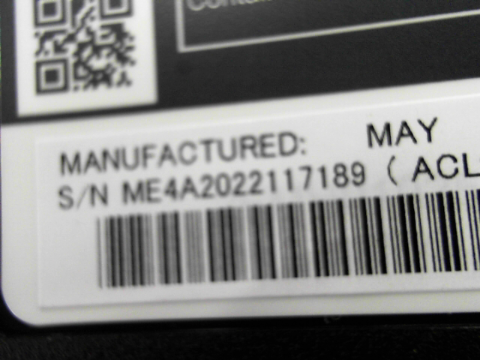 MANUFACTURED: MAY
S/N ME4A2022117189 ( ACL